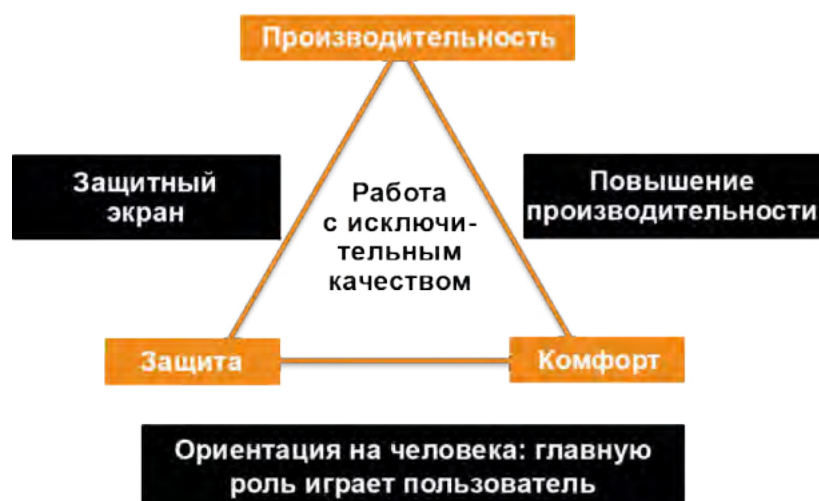 Производительность
Защитный
экран
Работа
с исключи-
тельным
качеством
Повышение
производительности
Защита
Комфорт
Ориентация на человека: главную
роль играет пользователь